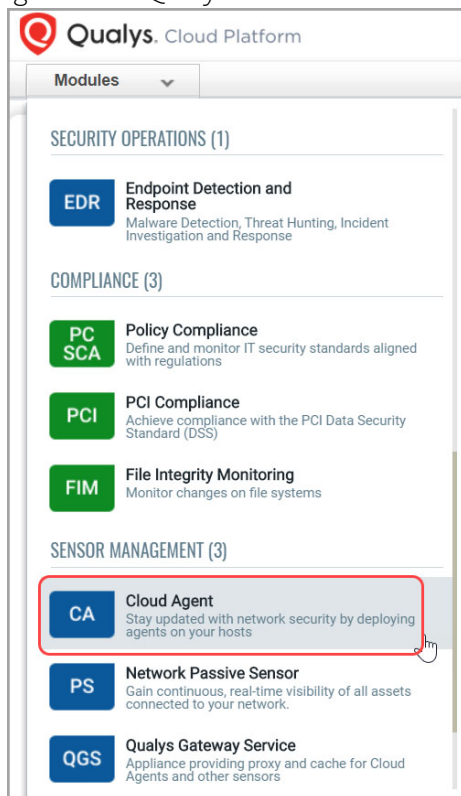 Qualys. Cloud Platform
Modules
SECURITY OPERATIONS (1)
EDR
Endpoint Detection and
Response
Malware Detection, Threat Hunting, Incident
Investigation and Response
COMPLIANCE (3)
PC
SCA
Policy Compliance
Define and monitor IT security standards aligned
with regulations
PCI
PCI Compliance
Achieve compliance with the PCI Data Security
Standard (DSS)
FIM
File Integrity Monitoring
Monitor changes on file systems
SENSOR MANAGEMENT (3)
CA
Cloud Agent
Stay updated with network security by deploying
agents on your hosts
PS
Network Passive Sensor
Gain continuous, real-time visibility of all assets
connected to your network.
QGS
Qualys Gateway Service
Appliance providing proxy and cache for Cloud
Agents and other sensors